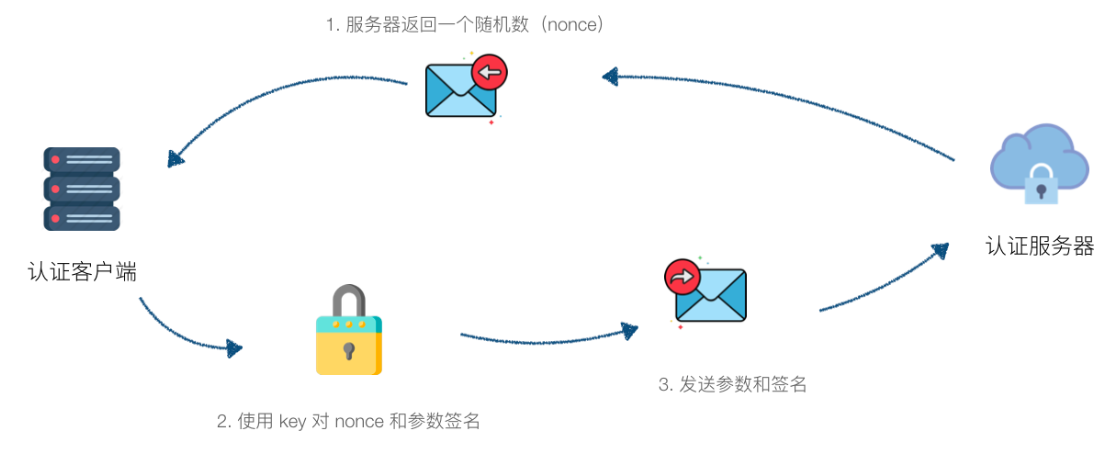 1. 服务器返回一个随机数（nonce）
认证服务器
认证客户端
3. 发送参数和签名
2. 使用 key 对 nonce 和参数签名